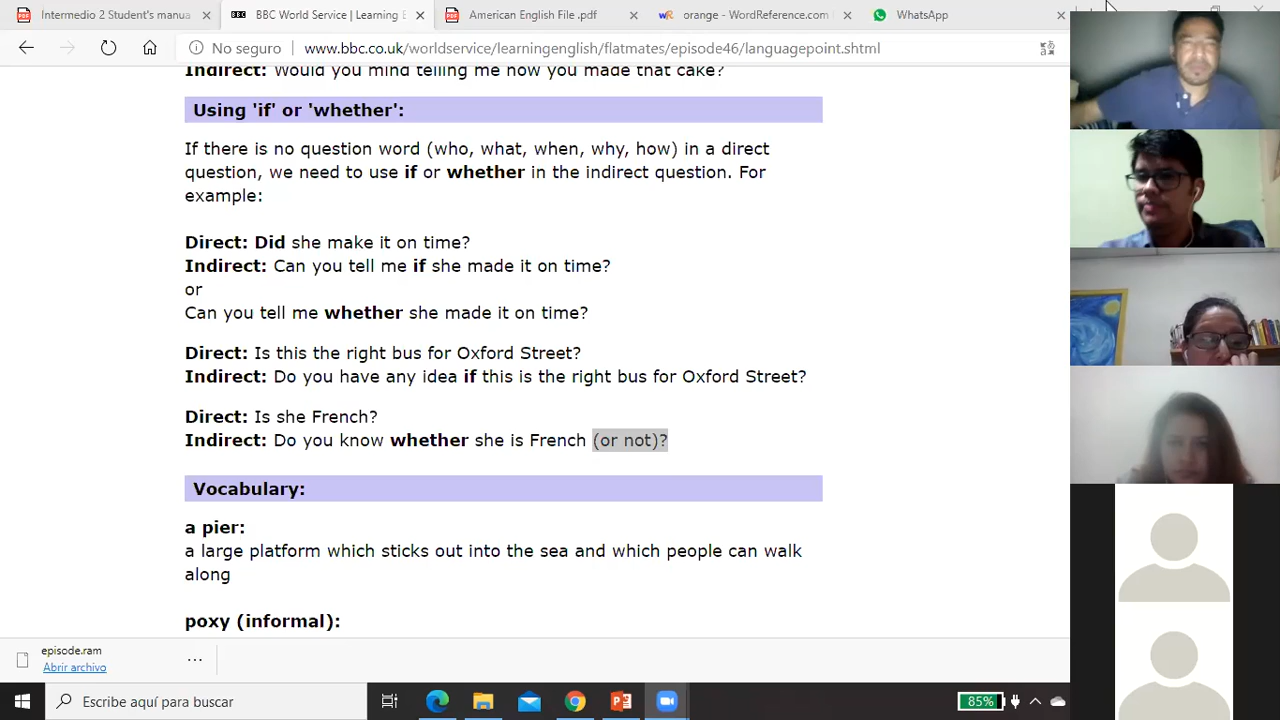 Intermedio 2 Student's manua
BBC World Service | Learning E
American English File .pdf
orange - WordReference.com
WhatsApp
No seguro
www.bbc.co.uk/worldservice/learningenglish/flatmates/episode46/languagepoint.shtml
Indirect: Would you mind telling me how you made that cake?
Using 'if' or 'whether':
If there is no question word (who, what, when, why, how) in a direct
question, we need to use if or whether in the indirect question. For
example:
Direct: Did she make it on time?
Indirect: Can you tell me if she made it on time?
or
Can you tell me whether she made it on time?
Direct: Is this the right bus for Oxford Street?
Indirect: Do you have any idea if this is the right bus for Oxford Street?
Direct: Is she French?
Indirect: Do you know whether she is French (or not)?
Vocabulary:
a pier:
a large platform which sticks out into the sea and which people can walk
along
poxy (informal):
episode.ram
Abrir archivo
Escribe aquí para buscar
85%